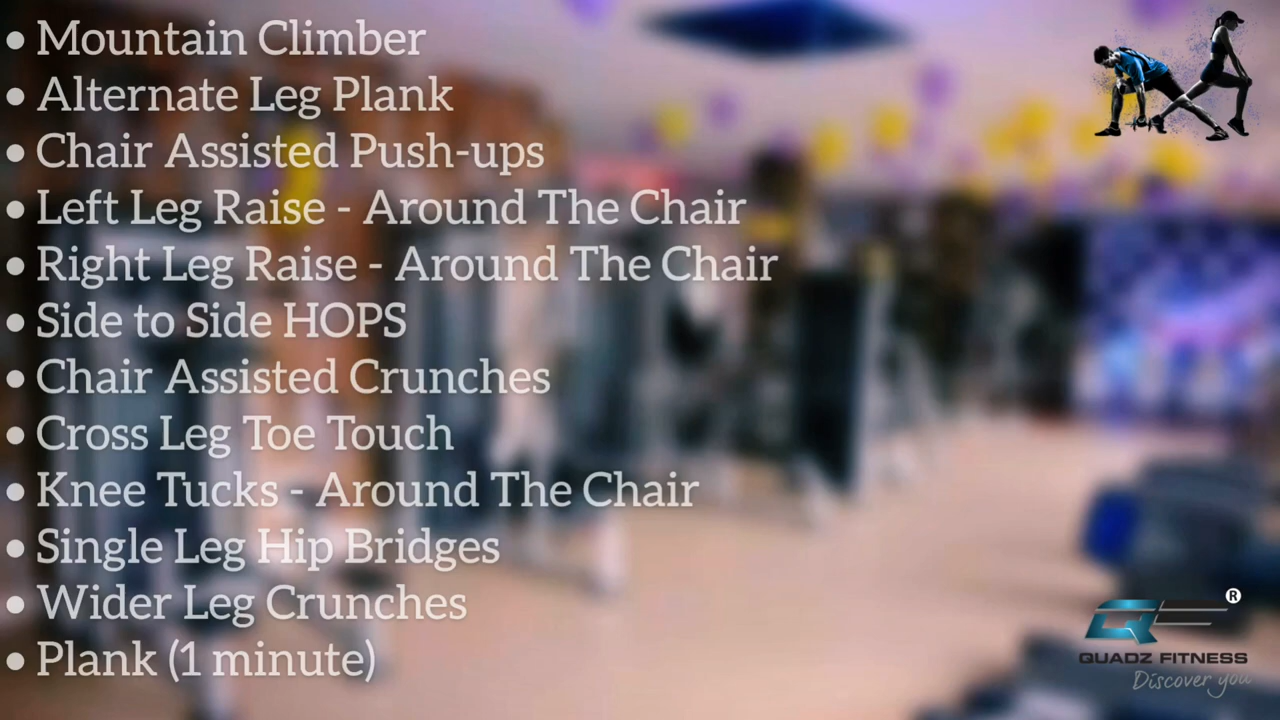 • Mountain Climber
• Alternate Leg Plank
• Chair Assisted Push-ups
• Left Leg Raise - Around The Chair
• Right Leg Raise - Around The Chair
• Side to Side HOPS
• Chair Assisted Crunches
• Cross Leg Toe Touch
• Knee Tucks - Around The Chair
• Single Leg Hip Bridges
• Wider Leg Crunches
• Plank (1 minute)
®
QF
QUADZ FITNESS
Discover you